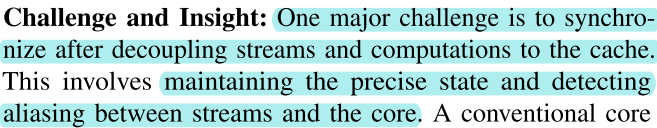 Challenge and Insight: One major challenge is to synchro-
nize after decoupling streams and computations to the cache.
This involves maintaining the precise state and detecting
aliasing between streams and the core. A conventional core